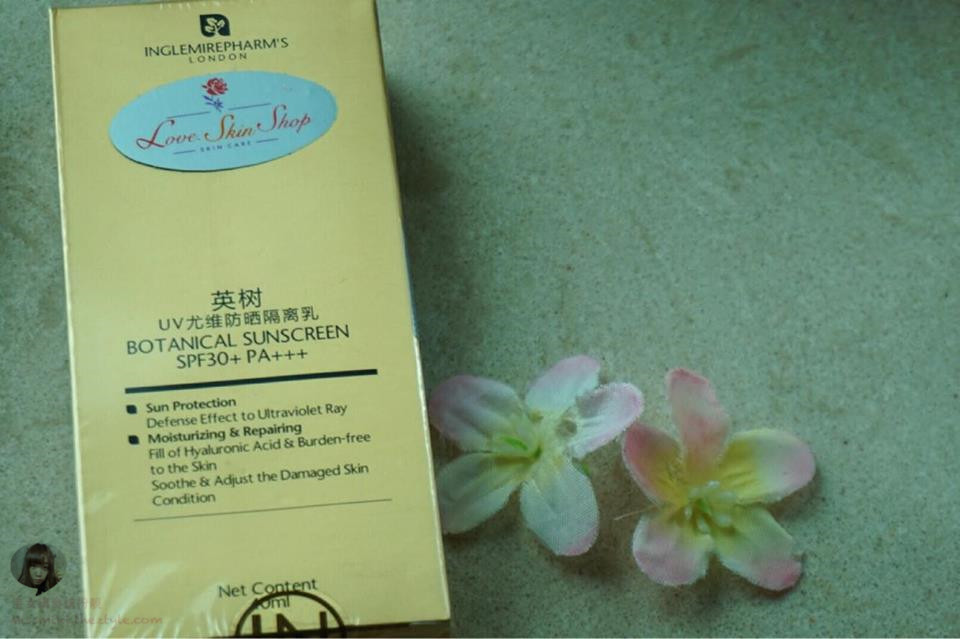 INGLEMIREPHARM'S
LONDON
Love. Skin Shop
SKIN CARE
英树
UV尤维防晒隔离乳
BOTANICAL SUNSCREEN
SPF30+ PA+++
Sun Protection
Defense Effect to Ultraviolet Ray
Moisturizing & Repairing
Fill of Hyaluronic Acid & Burden-free
to the Skin
Soothe & Adjust the Damaged Skin
Condition
Net Content
40ml